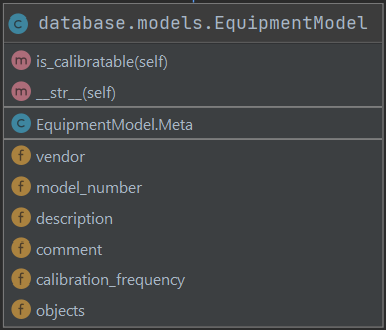 C database.models.EquipmentModel
m is_calibratable(self)
m __str__(self)
C EquipmentModel.Meta
f vendor
f model_number
f description
f comment
f calibration_frequency
f objects